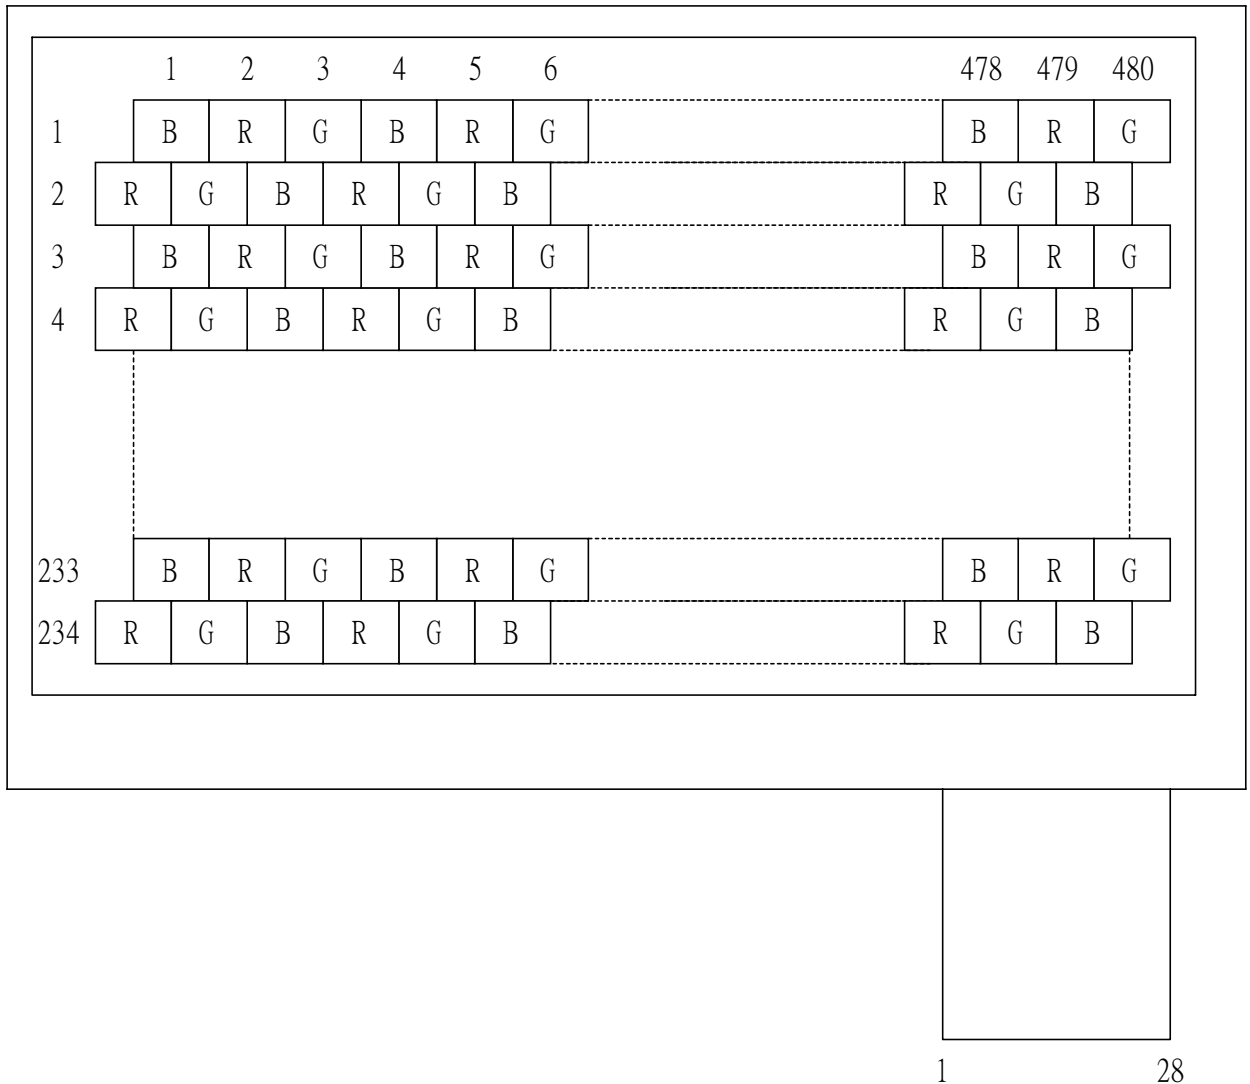 1 2 3 4 5 6 478 479 480
1 B R G B R G B R G
2 R G B R G B R G B
3 B R G B R G B R G
4 R G B R G B R G B
233 B R G B R G B R G
234 R G B R G B R G B
1 28